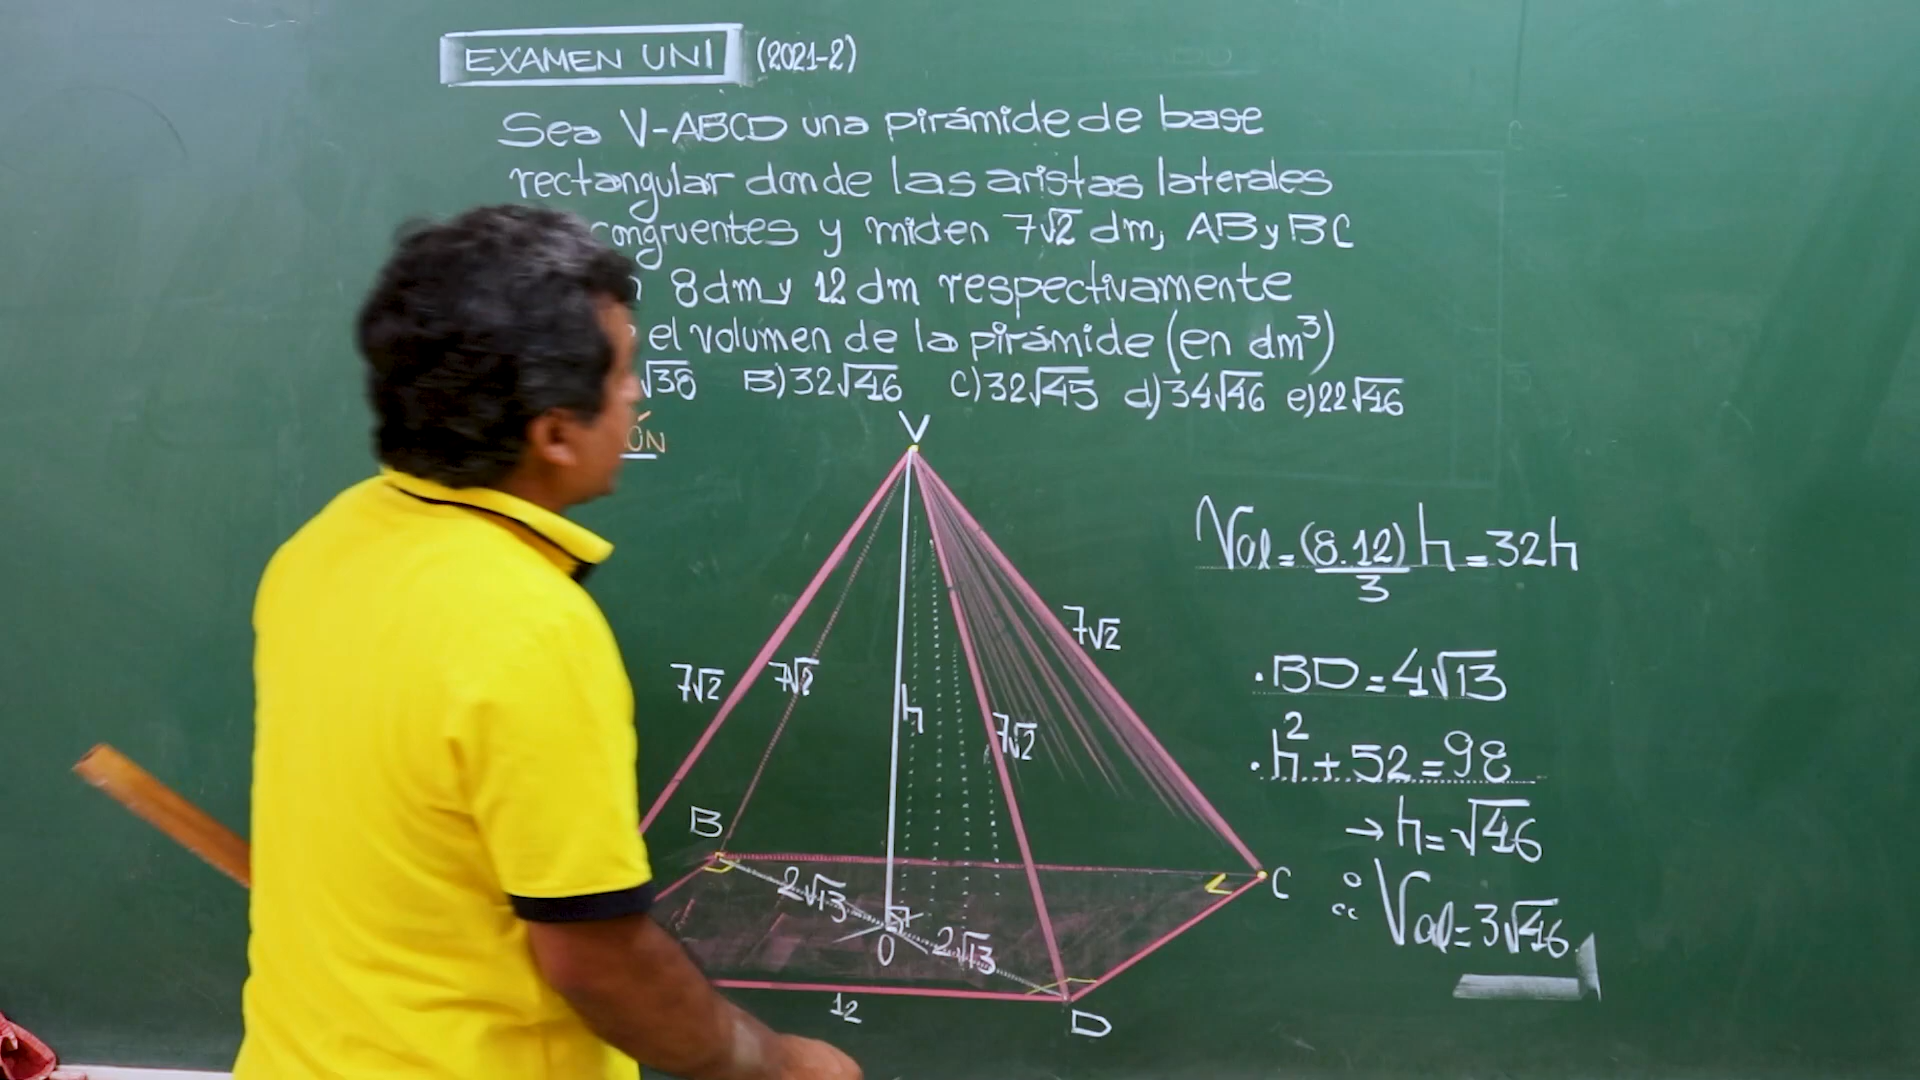 EXAMEN UNI (2021-2)
Sea V-ABCD una pirámide de base
rectangular donde las aristas laterales
congruentes y miden 7√2 dm, AB y BC
8dm y 12 dm respectivamente
el volumen de la pirámide (en dm³)
√38 B)32√46 C)32√45 d)34√46 e)22√46
ÓN
V
Vol=(8.12)/3 h=32h
7√2
7√2
7√2
7√2
h
B
C
D
O
2√13
2√13
12
.BD=4√13
.h²+52=98
→h=√46
∴Vol=3√46